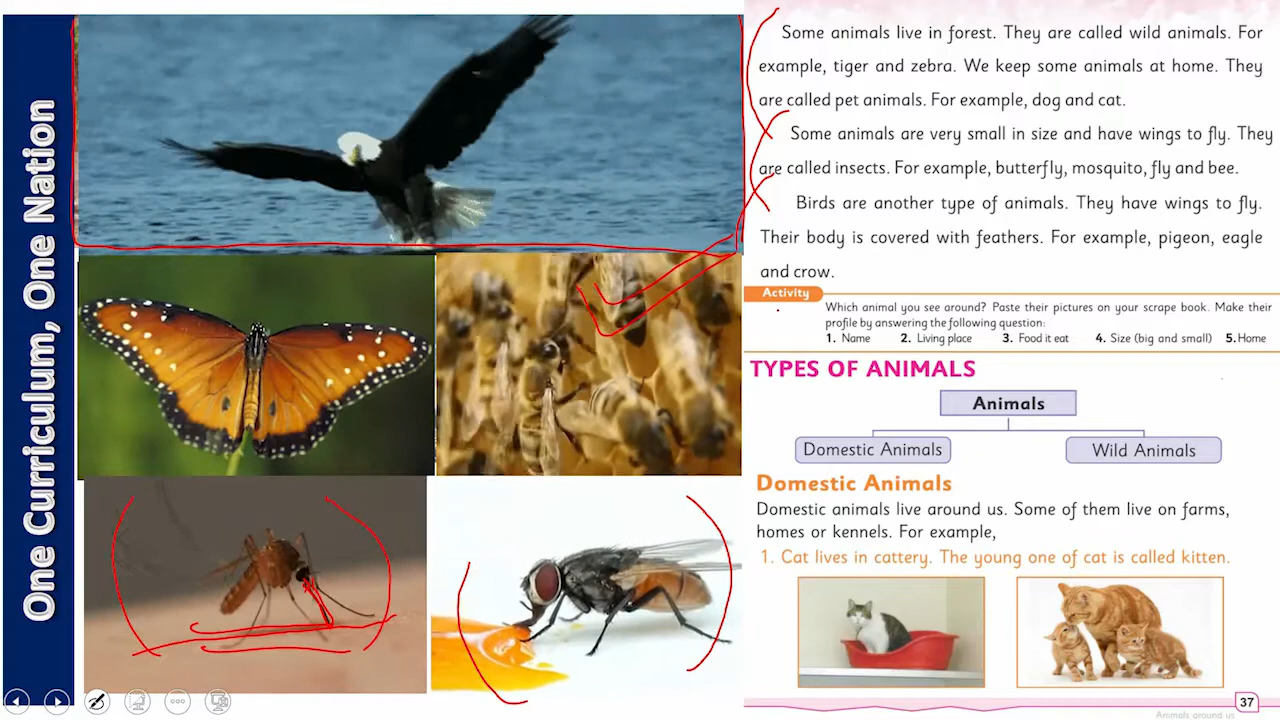 One Curriculum, One Nation
Some animals live in forest. They are called wild animals. For
example, tiger and zebra. We keep some animals at home. They
are called pet animals. For example, dog and cat.
Some animals are very small in size and have wings to fly. They
are called insects. For example, butterfly, mosquito, fly and bee.
Birds are another type of animals. They have wings to fly.
Their body is covered with feathers. For example, pigeon, eagle
and crow.
Activity
Which animal you see around? Paste their pictures on your scrape book. Make their
profile by answering the following question:
1. Name 2. Living place 3. Food it eat 4. Size (big and small) 5. Home
TYPES OF ANIMALS
Animals
Domestic Animals Wild Animals
Domestic Animals
Domestic animals live around us. Some of them live on farms,
homes or kennels. For example,
1. Cat lives in cattery. The young one of cat is called kitten.
37
Animals around us